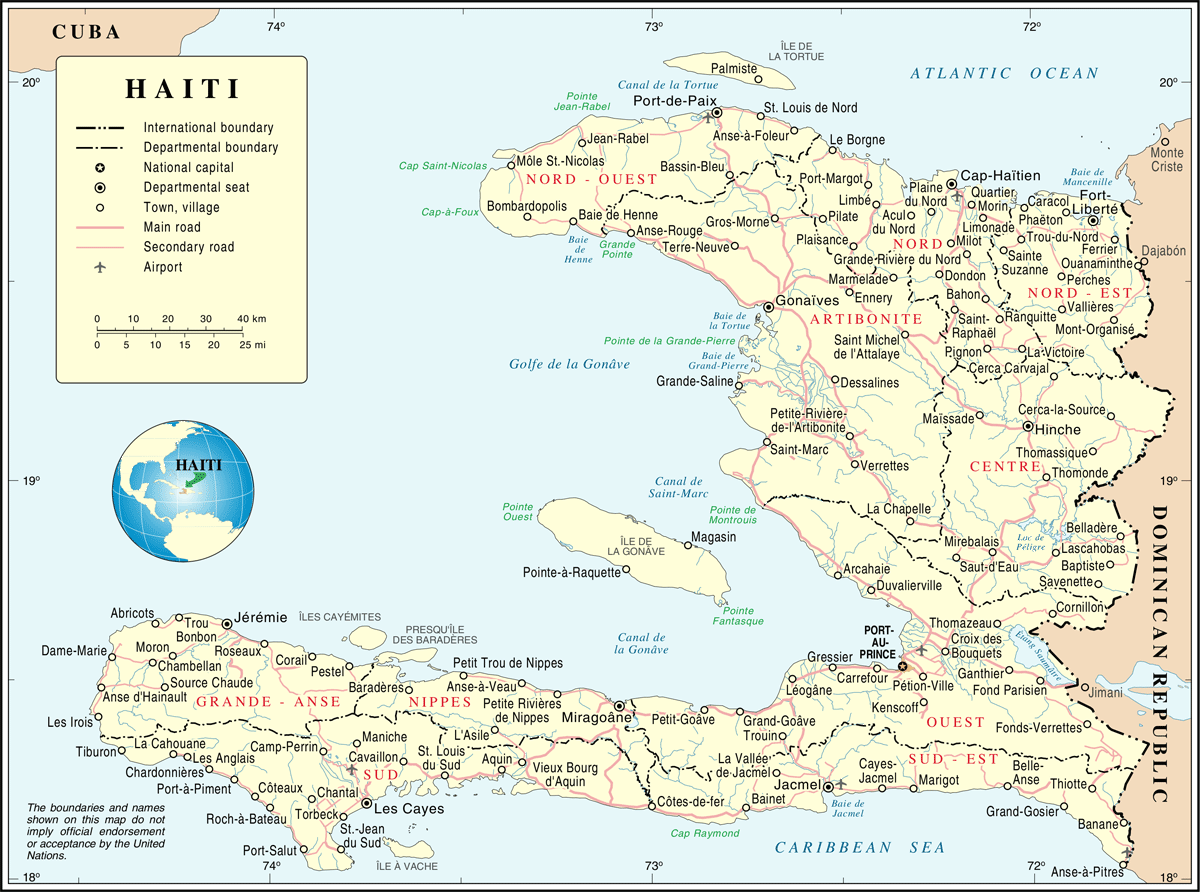 CUBA
74°
73°
72°
20°
20°
HAITI
International boundary
Departmental boundary
National capital
Departmental seat
Town, village
Main road
Secondary road
Airport
0 10 20 30 40 km
0 5 10 15 20 25 mi
HAITI
ATLANTIC OCEAN
ÎLE DE
LA TORTUE
Palmiste
Canal de la Tortue
Pointe
Jean-Rabel
Port-de-Paix
St. Louis de Nord
Anse-à-Foleur
Le Borgne
Jean-Rabel
Cap Saint-Nicolas
Môle St.-Nicolas
Bassin-Bleu
NORD - OUEST
Port-Margot
Cap-Haïtien
Plaine
du Nord
Quartier
Morin
Baie de
Mancenille
Monte
Criste
Fort-
Liberté
Caracol
Phaëton
Limbé
Acul
du Nord
Limonade
Cap-à-Foux
Bombardopolis
Baie de Henne
Baie
de
Henne
Anse-Rouge
Grande
Pointe
Terre-Neuve
Gros-Morne
Pilate
Plaisance
NORD
Milot
Trou-du-Nord
Ferrier
Dajabón
Sainte
Suzanne
Ouanaminthe
Grande-Rivière du Nord
Perches
Marmelade
Dondon
NORD - EST
Gonaïves
Ennery
Bahon
Vallières
ARTIBONITE
Saint-
Raphaël
Ranquitte
Mont-Organisé
Baie de
la Tortue
Pointe de la Grande-Pierre
Saint Michel
de l'Attalaye
Pignon
La Victoire
Baie de
Grand-Pierre
Golfe de la Gonâve
Cerca Carvajal
Grande-Saline
Dessalines
Petite-Rivière-
de-l'Artibonite
Maïssade
Cerca-la-Source
Hinche
Saint-Marc
Verrettes
Thomassique
CENTRE
Thomonde
19°
19°
Canal de
Saint-Marc
Pointe
Ouest
Pointe de
Montrouis
La Chapelle
Magasin
ÎLE DE
LA GONÂVE
Pointe-à-Raquette
Mirebalais
Lac de
Péligre
Belladère
Lascahobas
Saut-d'Eau
Baptiste
Savenette
Arcahaie
Duvalierville
Pointe
Fantasque
Cornillon
DOMINICAN REPUBLIC
Canal de
la Gonâve
Thomazeau
PORT-
AU-
PRINCE
Croix des
Bouquets
Étang Saumâtre
Abricots
Trou
Bonbon
Jérémie
ÎLES CAYÉMITES
PRESQU'ÎLE
DES BARADÈRES
Dame-Marie
Moron
Roseaux
Chambellan
Corail
Pestel
Petit Trou de Nippes
Gressier
Carrefour
Pétion-Ville
Ganthier
Fond Parisien
Jimani
Source Chaude
Anse d'Hainault
Baradères
Anse-à-Veau
Léogâne
Kenscoff
GRANDE - ANSE
NIPPES
Petite Rivières
de Nippes
Miragoâne
Petit-Goâve
Grand-Goâve
OUEST
Fonds-Verrettes
Les Irois
Trouin
Tiburon
La Cahouane
Les Anglais
Camp-Perrin
Maniche
L'Asile
Cavaillon
St. Louis
du Sud
Aquin
Vieux Bourg
d'Aquin
La Vallée
de Jacmel
SUD - EST
Cayes-
Jacmel
Belle-
Anse
Chardonnières
Port-à-Piment
SUD
Marigot
Thiotte
Côteaux
Chantal
Les Cayes
Côtes-de-fer
Bainet
Jacmel
Baie de
Jacmel
Grand-Gosier
Banane
Roch-à-Bateau
Torbeck
St.-Jean
du Sud
Cap Raymond
Port-Salut
ÎLE À VACHE
CARIBBEAN SEA
Anse-à-Pitres
The boundaries and names
shown on this map do not
imply official endorsement
or acceptance by the United
Nations.
18°
74°
73°
72°
18°